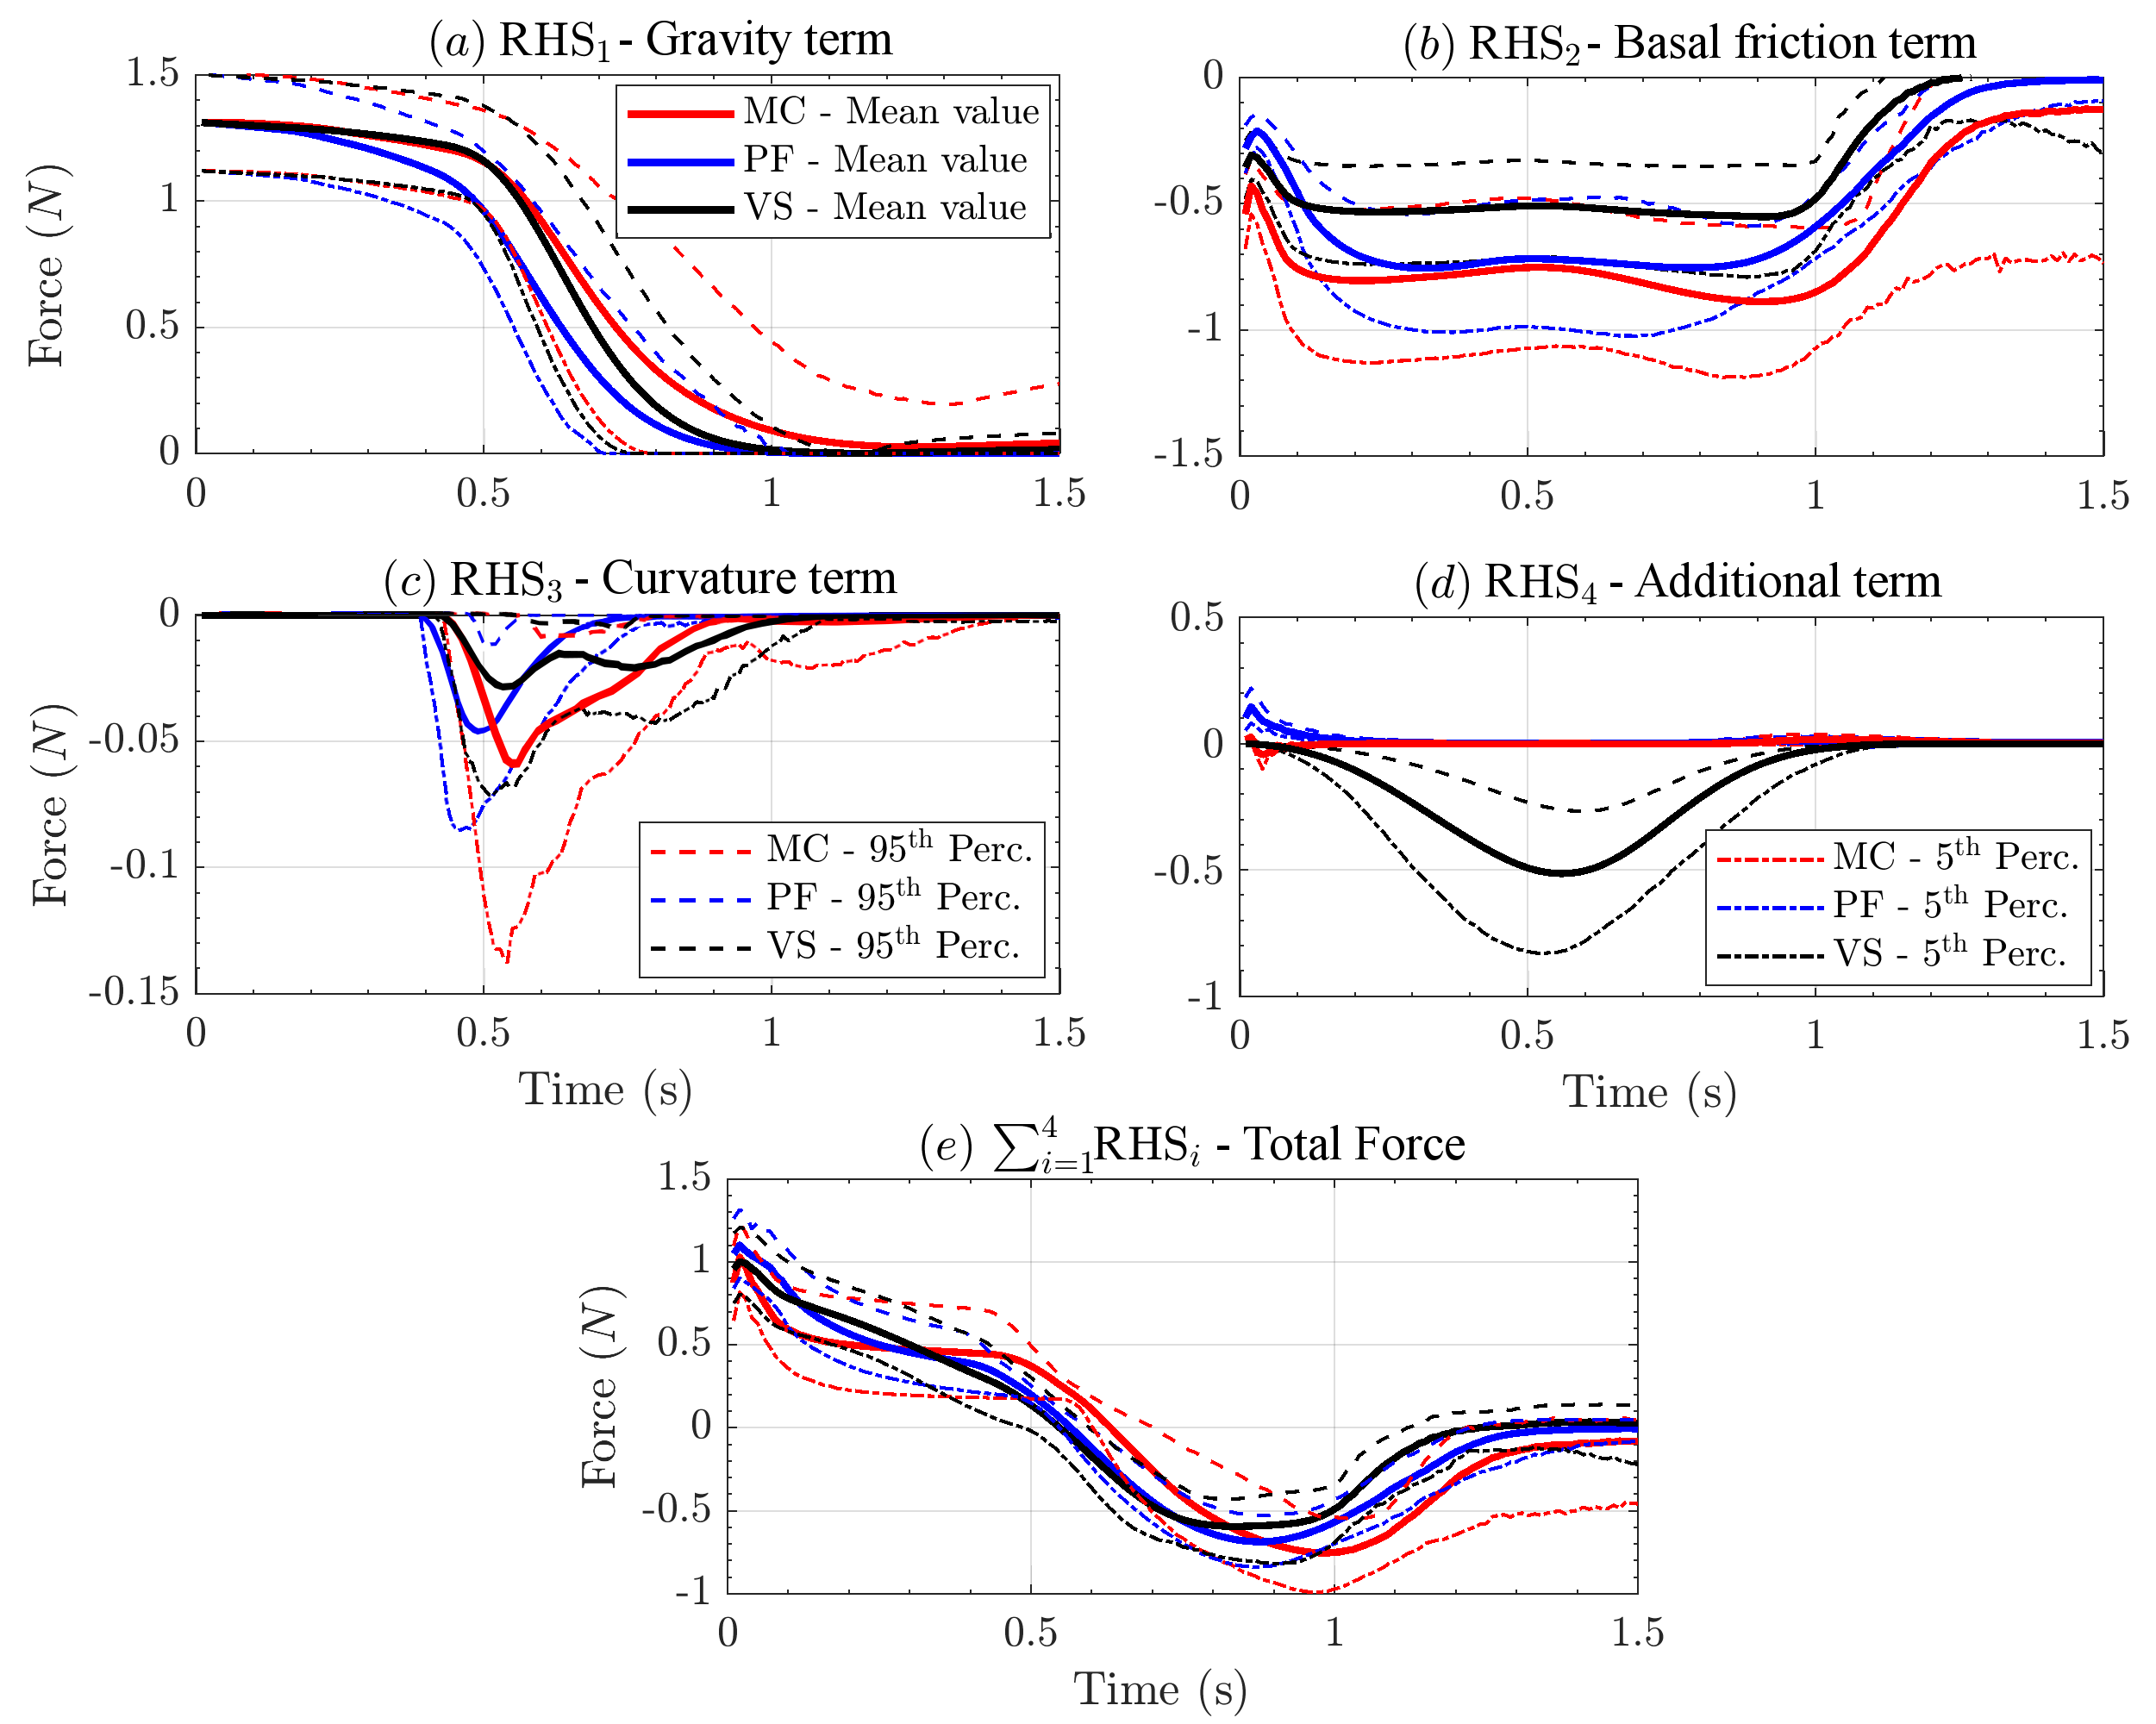 (a) RHS₁ - Gravity term
1.5
1
0.5
0
Force (N)
0 0.5 1 1.5
MC - Mean value
PF - Mean value
VS - Mean value
(b) RHS₂ - Basal friction term
0
-0.5
-1
-1.5
0 0.5 1 1.5
(c) RHS₃ - Curvature term
0
-0.05
-0.1
-0.15
Force (N)
0 0.5 1 1.5
Time (s)
MC - 95th Perc.
PF - 95th Perc.
VS - 95th Perc.
(d) RHS₄ - Additional term
0.5
0
-0.5
-1
0 0.5 1 1.5
Time (s)
MC - 5th Perc.
PF - 5th Perc.
VS - 5th Perc.
(e) ∑⁴ᵢ₌₁RHSᵢ - Total Force
1.5
1
0.5
0
-0.5
-1
Force (N)
0 0.5 1 1.5
Time (s)